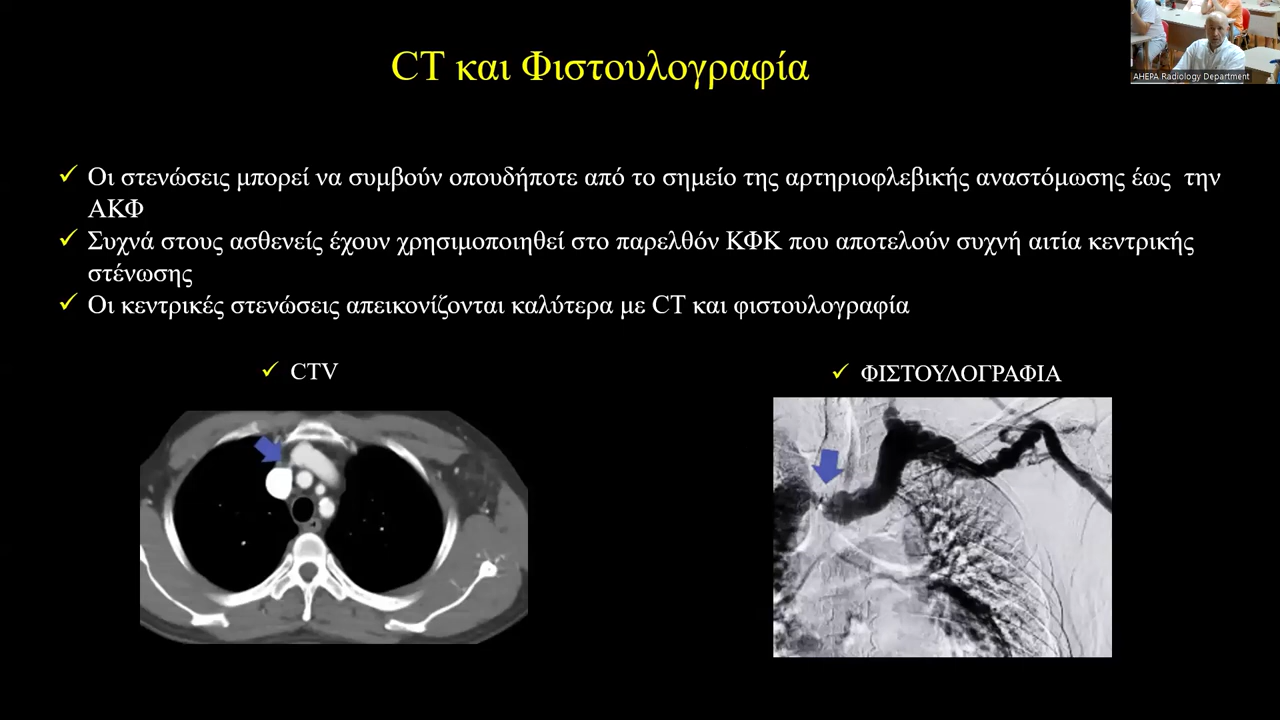 CT και Φιστουλογραφία
AHEPA Radiology Department
✓ Οι στενώσεις μπορεί να συμβούν οπουδήποτε από το σημείο της αρτηριοφλεβικής αναστόμωσης έως την
ΑΚΦ
✓ Συχνά στους ασθενείς έχουν χρησιμοποιηθεί στο παρελθόν ΚΦΚ που αποτελούν συχνή αιτία κεντρικής
στένωσης
✓ Οι κεντρικές στενώσεις απεικονίζονται καλύτερα με CT και φιστουλογραφία
✓ CTV
✓ ΦΙΣΤΟΥΛΟΓΡΑΦΙΑ